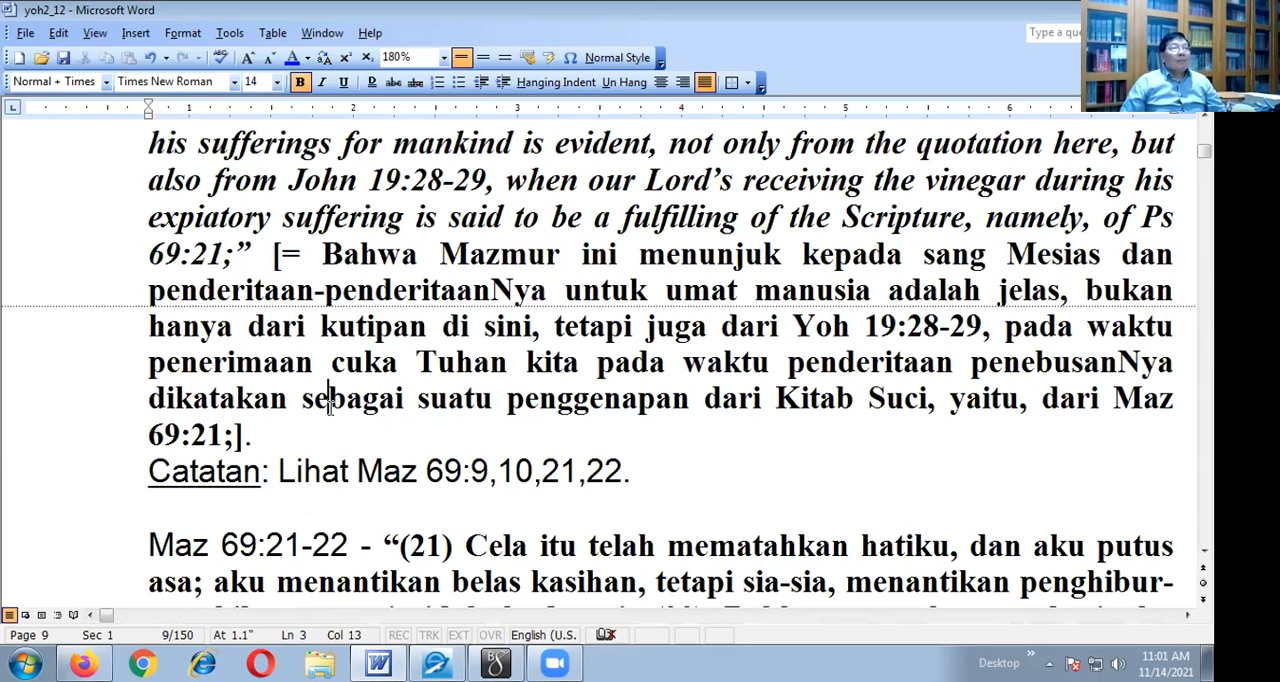 yoh2_12 - Microsoft Word
File Edit View Insert Format Tools Table Window Help
Type a que
180% Normal Style
Normal + Times Times New Roman 14 B I U Hanging Indent Un Hang
1 2 3 4 5 6
his sufferings for mankind is evident, not only from the quotation here, but
also from John 19:28-29, when our Lord’s receiving the vinegar during his
expiatory suffering is said to be a fulfilling of the Scripture, namely, of Ps
69:21;” [= Bahwa Mazmur ini menunjuk kepada sang Mesias dan
penderitaan-penderitaanNya untuk umat manusia adalah jelas, bukan
hanya dari kutipan di sini, tetapi juga dari Yoh 19:28-29, pada waktu
penerimaan cuka Tuhan kita pada waktu penderitaan penebusanNya
dikatakan sebagai suatu penggenapan dari Kitab Suci, yaitu, dari Maz
69:21;].
Catatan: Lihat Maz 69:9,10,21,22.
Maz 69:21-22 - “(21) Cela itu telah mematahkan hatiku, dan aku putus
asa; aku menantikan belas kasihan, tetapi sia-sia, menantikan penghibur-
Page 9 Sec 1 9/150 At 1.1" Ln 3 Col 13 REC TRK EXT OVR English (U.S.
Desktop
11:01 AM
11/14/2021